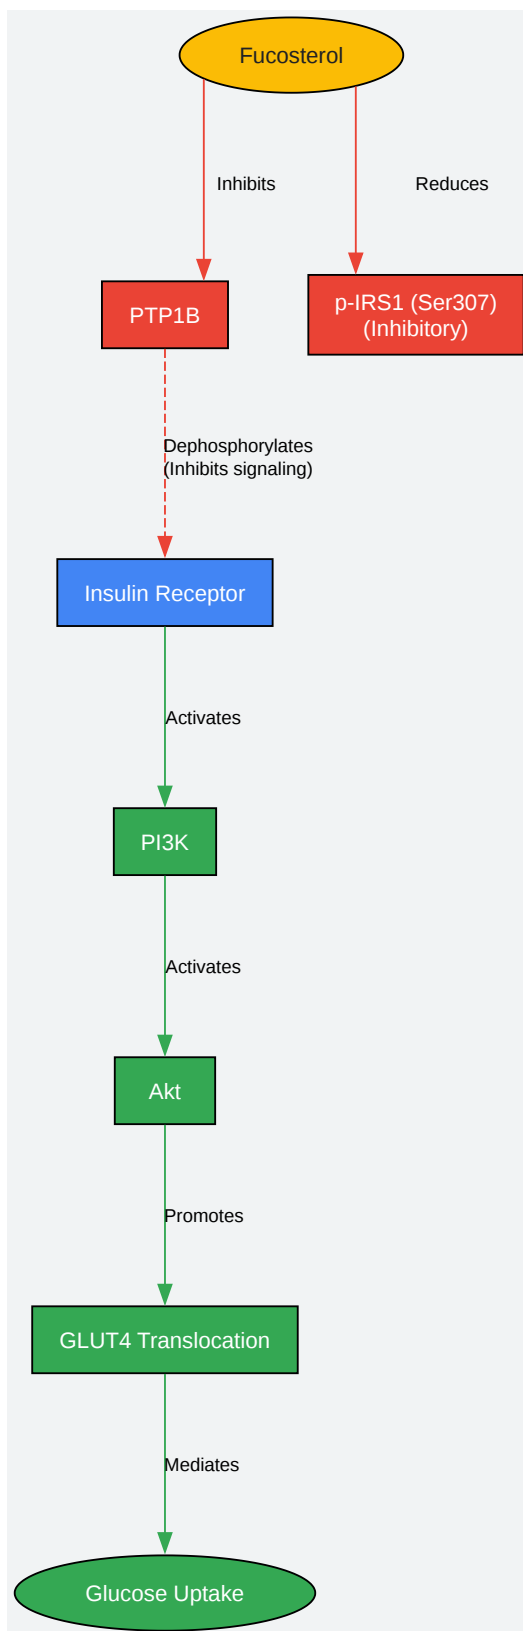 Fucosterol
Inhibits
Reduces
PTP1B
p-IRS1 (Ser307)
(Inhibitory)
Dephosphorylates
(Inhibits signaling)
Insulin Receptor
Activates
PI3K
Activates
Akt
Promotes
GLUT4 Translocation
Mediates
Glucose Uptake